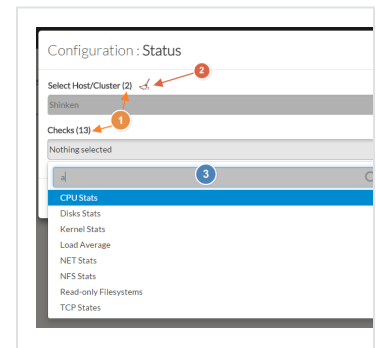 Configuration : Status
2
Select Host/Cluster (2)
Shinken
1
Checks (13)
Nothing selected
a
3
CPU Stats
Disks Stats
Kernel Stats
Load Average
NET Stats
NFS Stats
Read-only Filesystems
TCP States